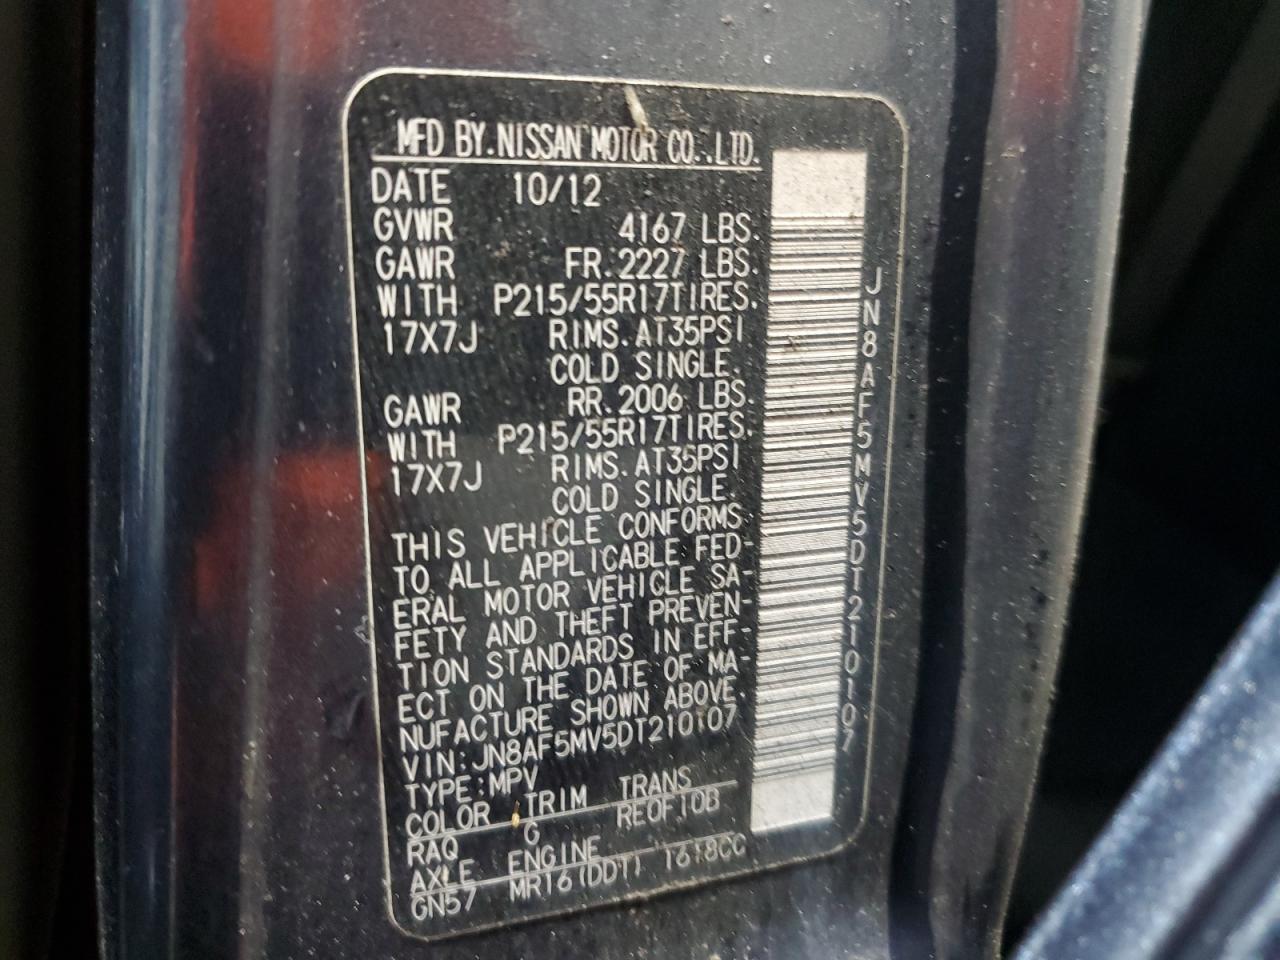 MFD BY. NISSAN MOTOR CO., LTD.
DATE 10/12
GVWR 4167 LBS.
GAWR FR. 2227 LBS.
WITH P215/55R17TIRES.
17X7J RIMS. AT35PSI
COLD SINGLE.
GAWR RR. 2006 LBS.
WITH P215/55R17TIRES.
17X7J RIMS. AT35PSI
COLD SINGLE.
THIS VEHICLE CONFORMS
TO ALL APPLICABLE FED-
ERAL MOTOR VEHICLE SA-
FETY AND THEFT PREVEN-
TION STANDARDS IN EFF-
ECT ON THE DATE OF MA-
NUFACTURE SHOWN ABOVE.
VIN:JN8AF5MV5DT210107
TYPE:MPV
COLOR TRIM TRANS
RAQ G RE0F10B
AXLE ENGINE
GN57 MR16(DDT) 1618CC
JN8AF5MV5DT210107